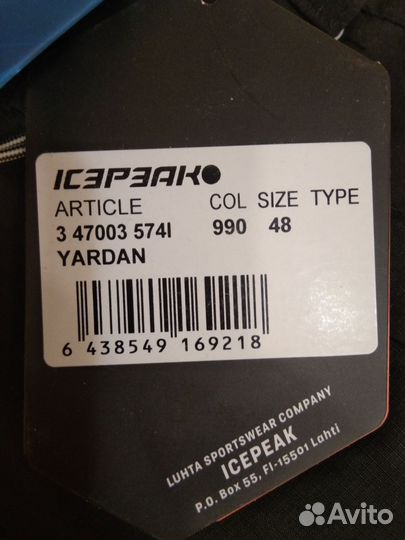 ICEPEAK
ARTICLE COL SIZE TYPE
3 47003 574I 990 48
YARDAN
6 438549 169218
LUHTA SPORTSWEAR COMPANY
ICEPEAK
P.O. Box 55, FI-15501 Lahti
Avito